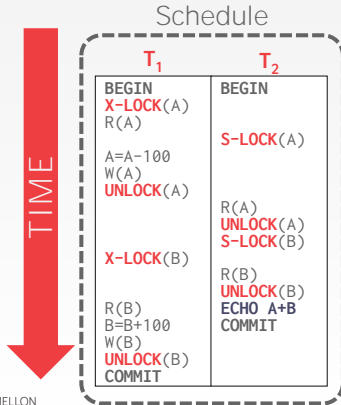 Schedule
TIME
T1 T2
BEGIN BEGIN
X-LOCK(A)
R(A)
S-LOCK(A)
A=A-100
W(A)
UNLOCK(A)
R(A)
UNLOCK(A)
S-LOCK(B)
X-LOCK(B)
R(B)
UNLOCK(B)
R(B) ECHO A+B
B=B+100 COMMIT
W(B)
UNLOCK(B)
COMMIT
MELLON